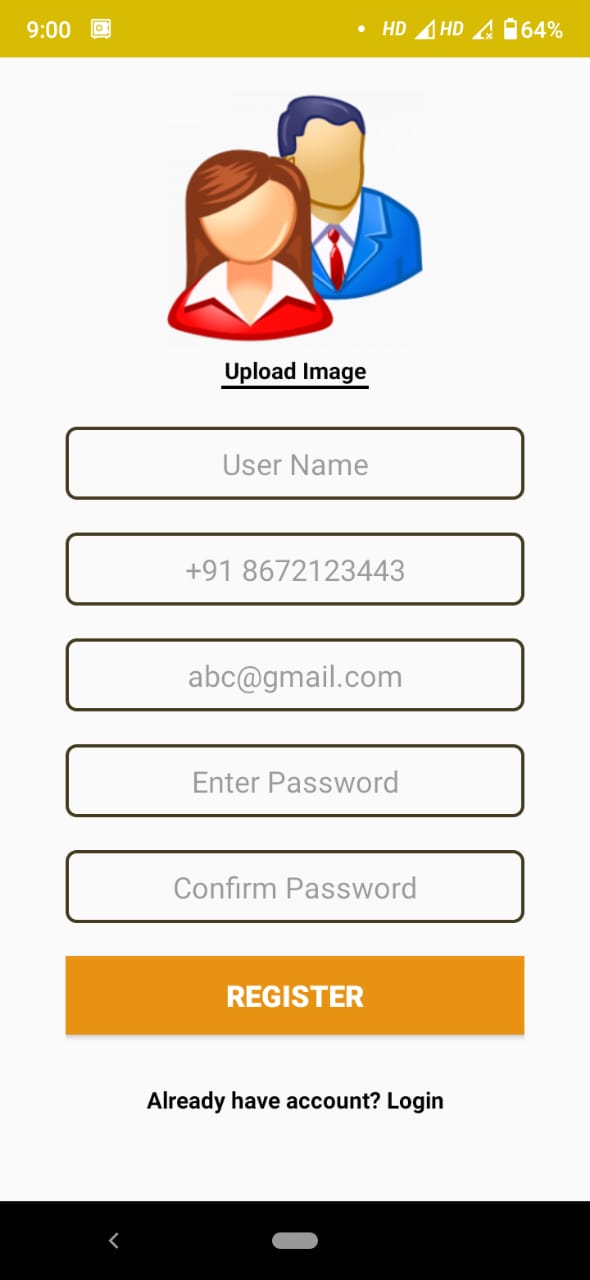 9:00 HD HD 64%
Upload Image
User Name
+91 8672123443
abc@gmail.com
Enter Password
Confirm Password
REGISTER
Already have account? Login